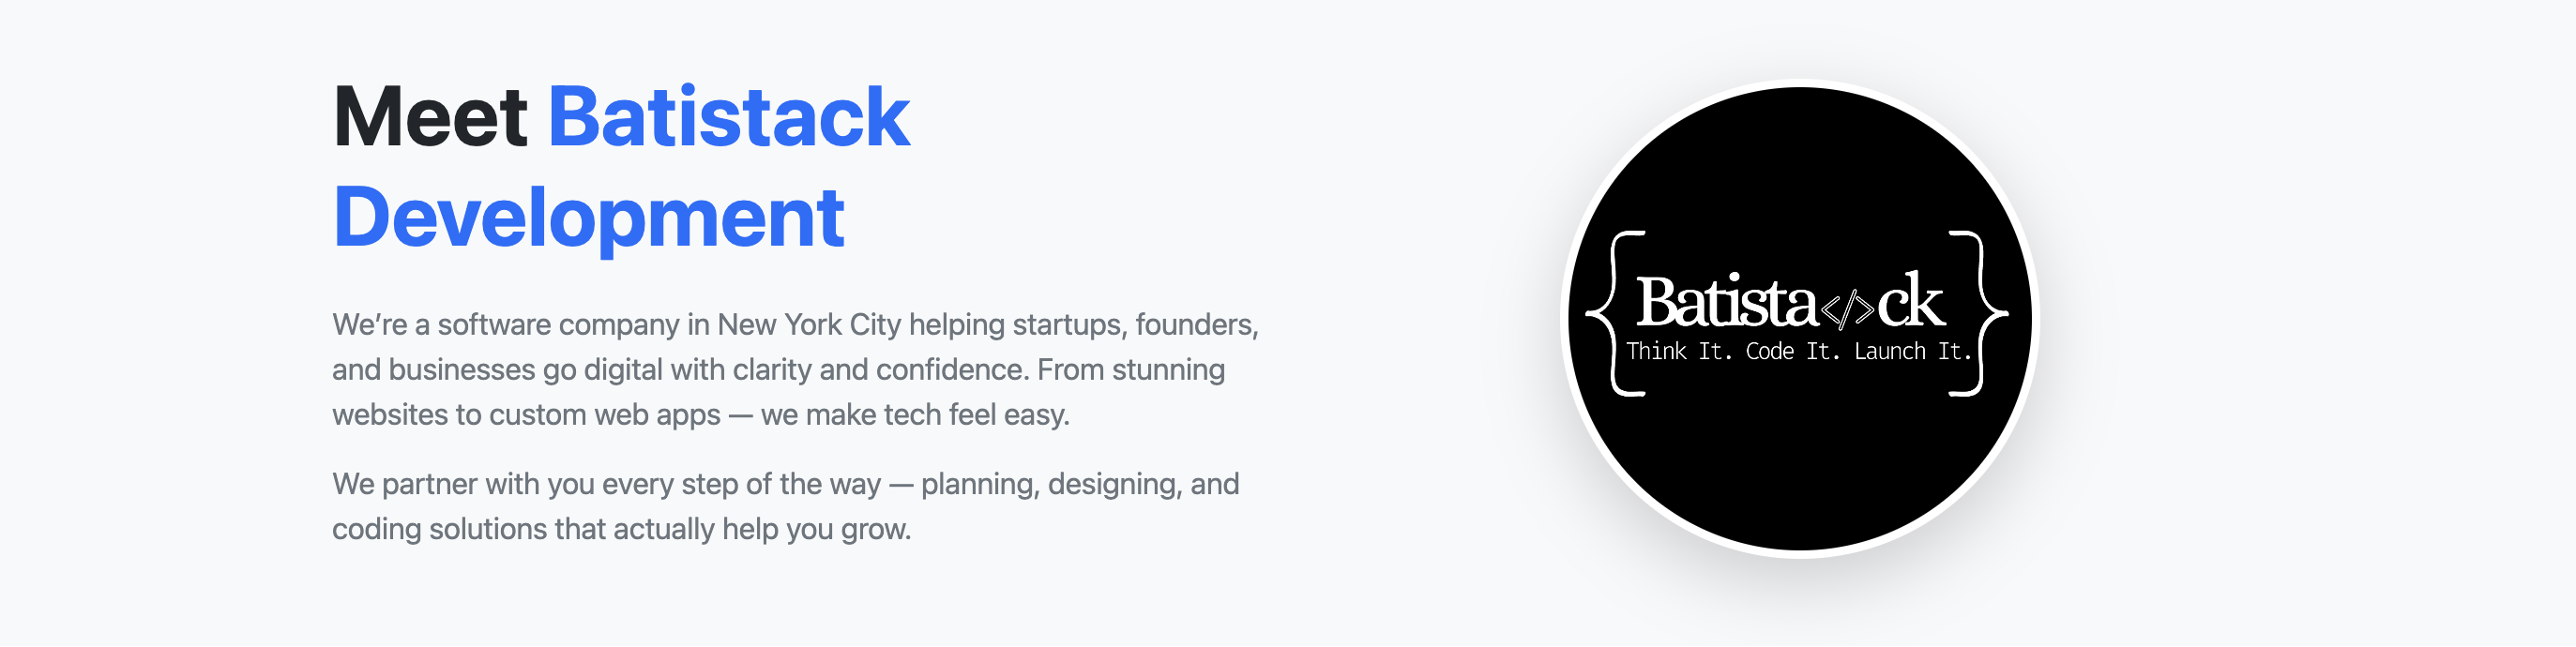 Meet Batistack
Development
We’re a software company in New York City helping startups, founders,
and businesses go digital with clarity and confidence. From stunning
websites to custom web apps — we make tech feel easy.
We partner with you every step of the way — planning, designing, and
coding solutions that actually help you grow.
{ Batista</>ck }
Think It. Code It. Launch It.